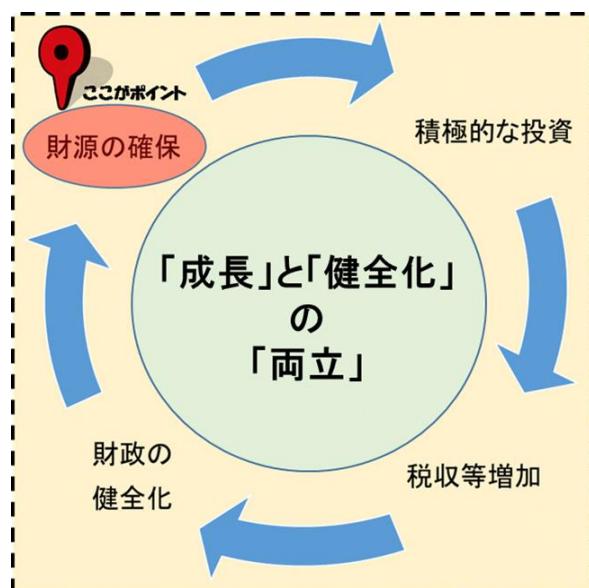 ここがポイント
財源の確保
積極的な投資
「成長」と「健全化」
の
「両立」
税収等増加
財政の
健全化